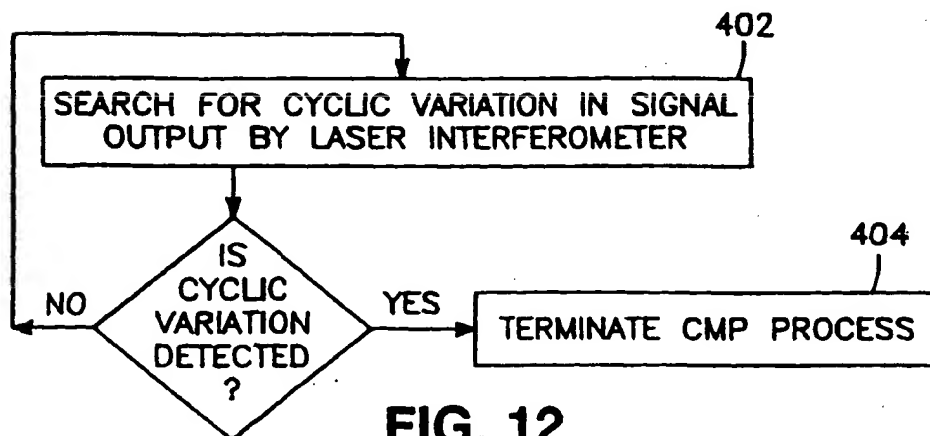 402
SEARCH FOR CYCLIC VARIATION IN SIGNAL
OUTPUT BY LASER INTERFEROMETER
IS
CYCLIC
VARIATION
DETECTED
?
NO
YES
404
TERMINATE CMP PROCESS
FIG. 12